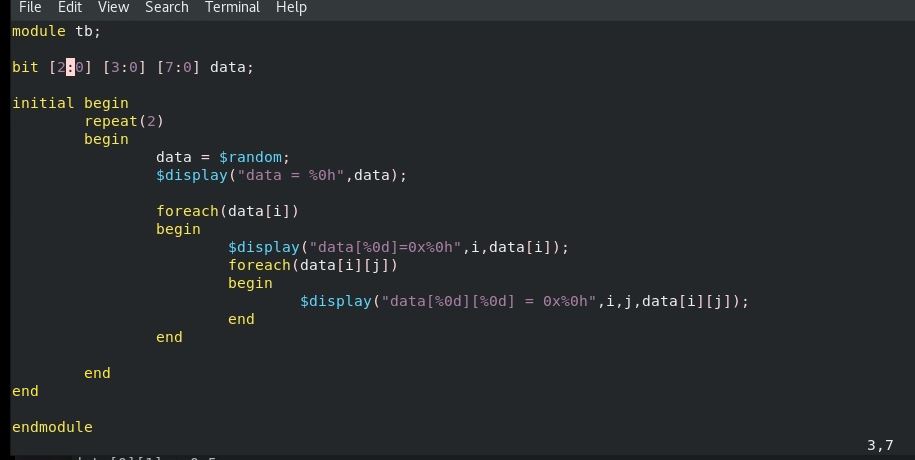 File Edit View Search Terminal Help
module tb;
bit [2:0] [3:0] [7:0] data;
initial begin
repeat(2)
begin
data = $random;
$display("data = %0h",data);
foreach(data[i])
begin
$display("data[%0d]=0x%0h",i,data[i]);
foreach(data[i][j])
begin
$display("data[%0d][%0d] = 0x%0h",i,j,data[i][j]);
end
end
end
end
endmodule
3,7